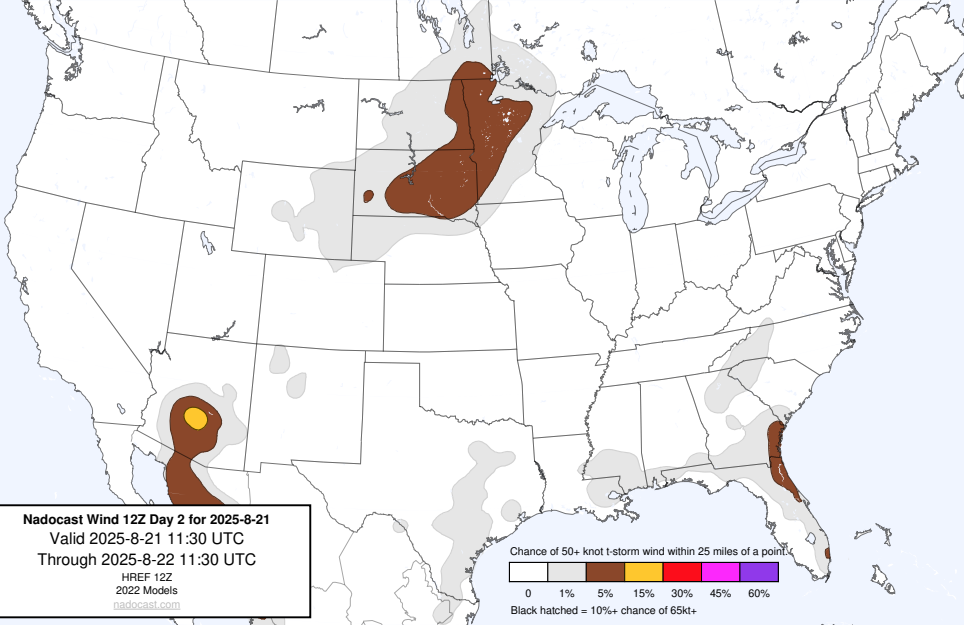 Nadocast Wind 12Z Day 2 for 2025-8-21
Valid 2025-8-21 11:30 UTC
Through 2025-8-22 11:30 UTC
HREF 12Z
2022 Models
nadocast.com
Chance of 50+ knot t-storm wind within 25 miles of a point.
0 1% 5% 15% 30% 45% 60%
Black hatched = 10%+ chance of 65kt+